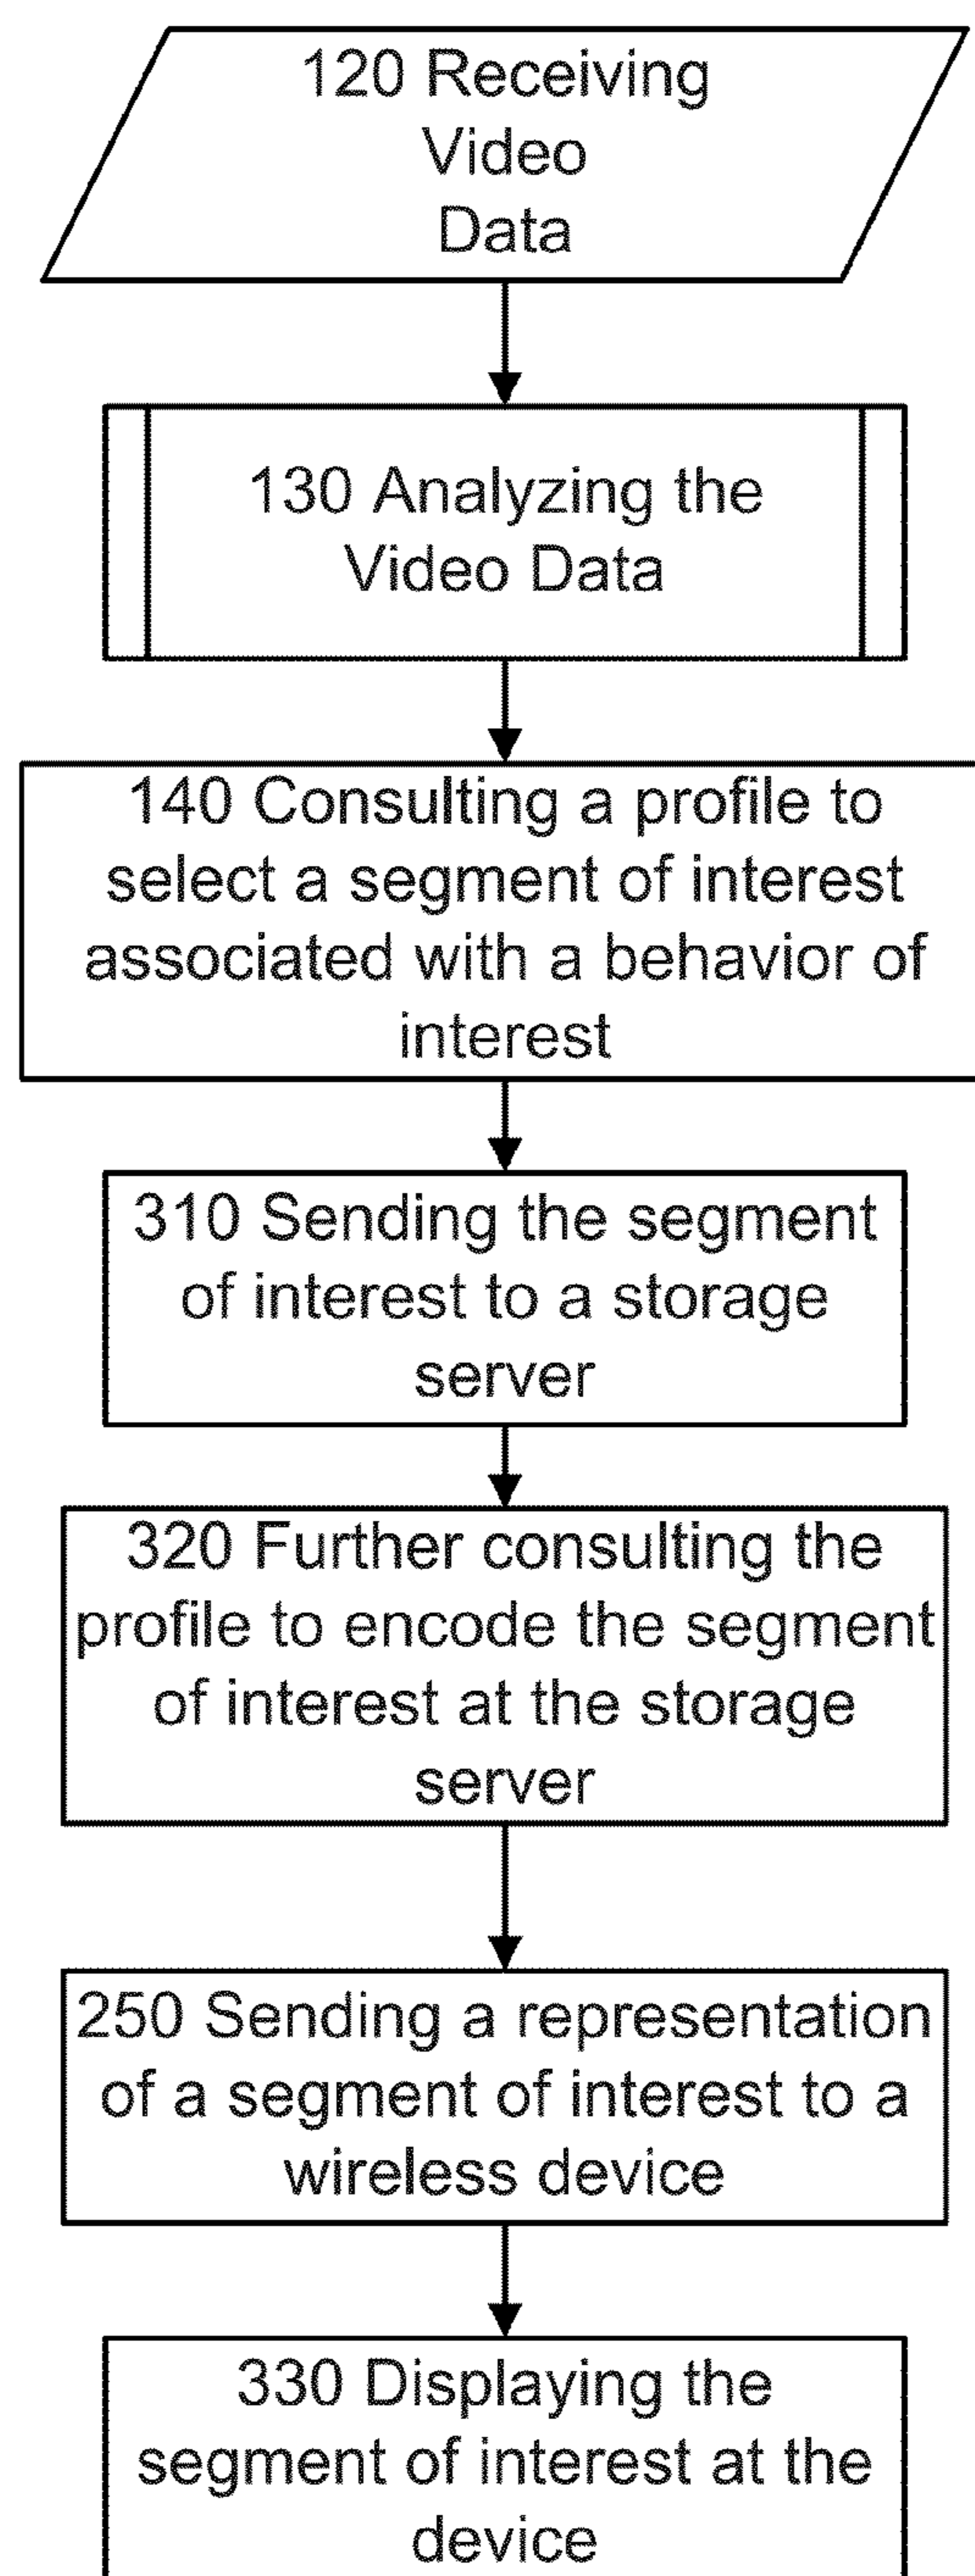 120 Receiving
Video
Data
130 Analyzing the
Video Data
140 Consulting a profile to
select a segment of interest
associated with a behavior of
interest
310 Sending the segment
of interest to a storage
server
320 Further consulting the
profile to encode the segment
of interest at the storage
server
250 Sending a representation
of a segment of interest to a
wireless device
330 Displaying the
segment of interest at the
device